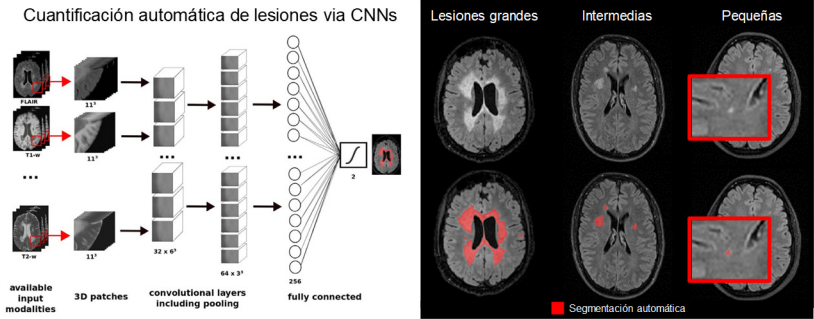 Cuantificación automática de lesiones via CNNs
FLAIR
11³
T1-w
11³
...
...
...
...
T2-w
11³
32 x 6³
64 x 3³
256
2
available
input
modalities
3D patches
convolutional layers
including pooling
fully connected
Lesiones grandes
Intermedias
Pequeñas
Segmentación automática